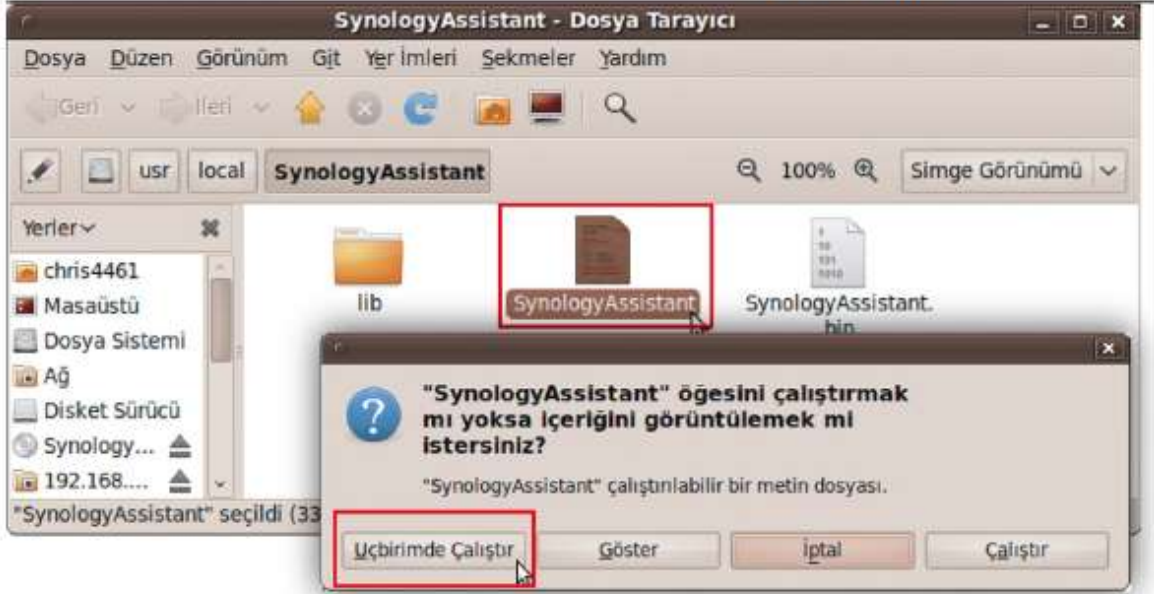 SynologyAssistant - Dosya Tarayıcı
Dosya Düzen Görünüm Git Yer İmleri Sekmeler Yardım
Geri İleri
usr local SynologyAssistant 100% Simge Görünümü
Yerler
chris4461
Masaüstü
Dosya Sistemi
Ağ
Disket Sürücü
Synology...
192.168....
lib
SynologyAssistant
SynologyAssistant.
bin
"SynologyAssistant" seçildi (33
"SynologyAssistant" öğesini çalıştırmak
mı yoksa içeriğini görüntülemek mi
istersiniz?
"SynologyAssistant" çalıştırılabilir bir metin dosyası.
Uçbirimde Çalıştır Göster İptal Çalıştır